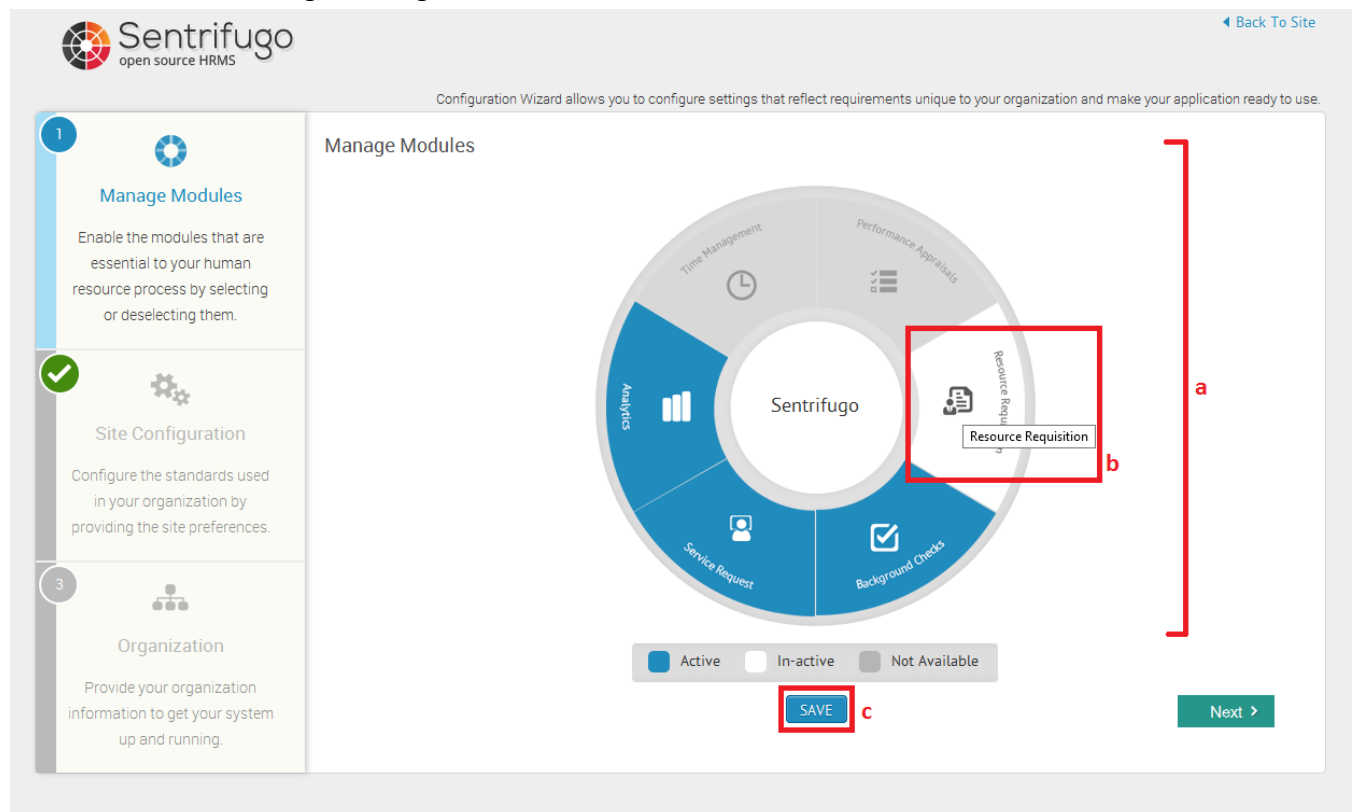 Sentrifugo
open source HRMS
Back To Site
Configuration Wizard allows you to configure settings that reflect requirements unique to your organization and make your application ready to use.
1
Manage Modules
Enable the modules that are
essential to your human
resource process by selecting
or deselecting them.
Site Configuration
Configure the standards used
in your organization by
providing the site preferences.
3
Organization
Provide your organization
information to get your system
up and running.
Manage Modules
Time Management
Performance Appraisals
Analytics
Sentrifugo
Resource Requ
Resource Requisition
Service Request
Background Checks
a
b
Active
In-active
Not Available
SAVE
c
Next